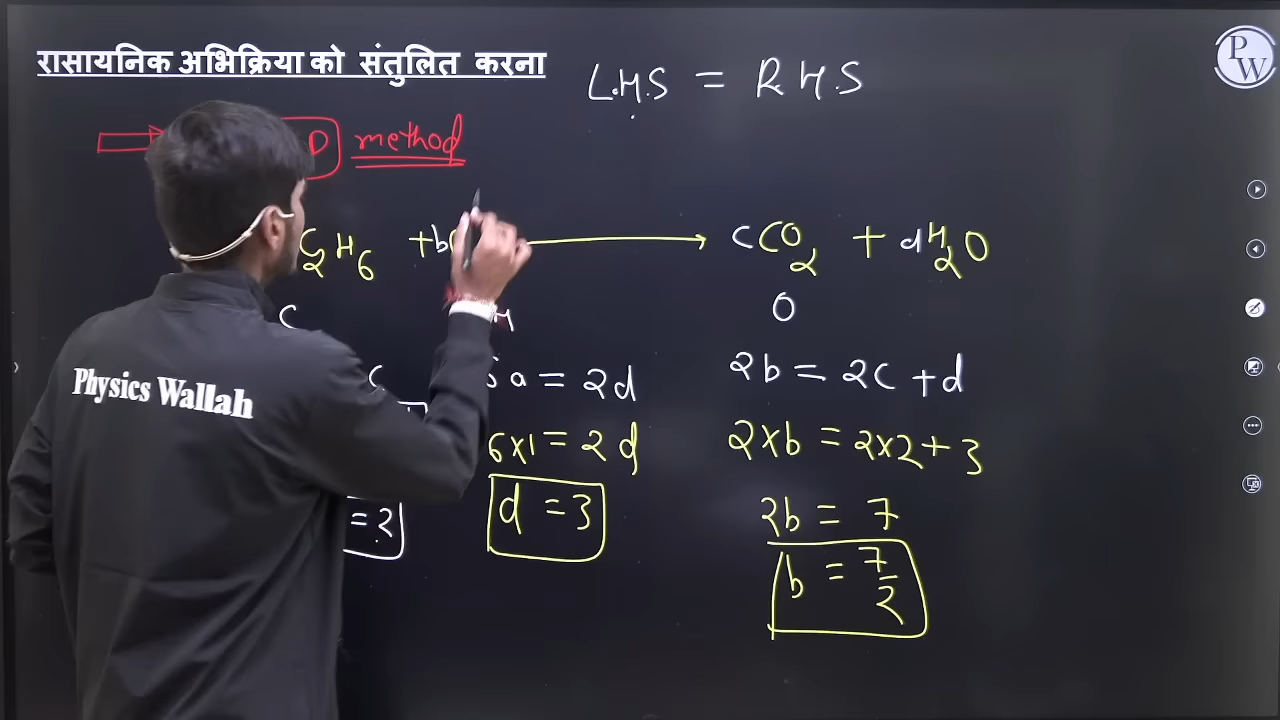 रासायनिक अभिक्रिया को संतुलित करना
L.H.S = R.H.S
PW
D method
C2H6 + b → cCO2 + dH2O
C
H
O
c
a = 2d
2b = 2c + d
6x1 = 2d
2xb = 2x2 + 3
= 2
d = 3
2b = 7
b = 7/2
Physics Wallah